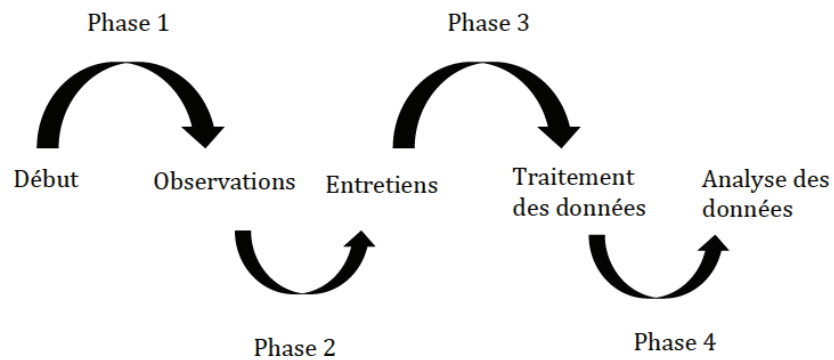 Phase 1
Phase 3
Début
Observations
Entretiens
Traitement
des données
Analyse des
données
Phase 2
Phase 4